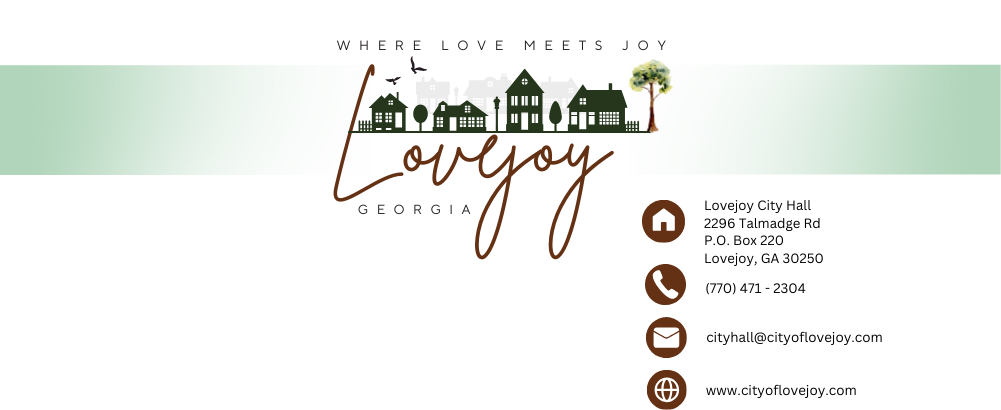 WHERE LOVE MEETS JOY
Lovejoy
GEORGIA
Lovejoy City Hall
2296 Talmadge Rd
P.O. Box 220
Lovejoy, GA 30250
(770) 471 - 2304
cityhall@cityoflovejoy.com
www.cityoflovejoy.com